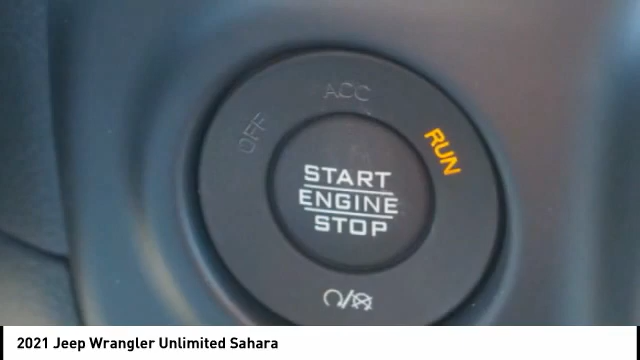 ACC
OFF
RUN
START
ENGINE
STOP
2021 Jeep Wrangler Unlimited Sahara